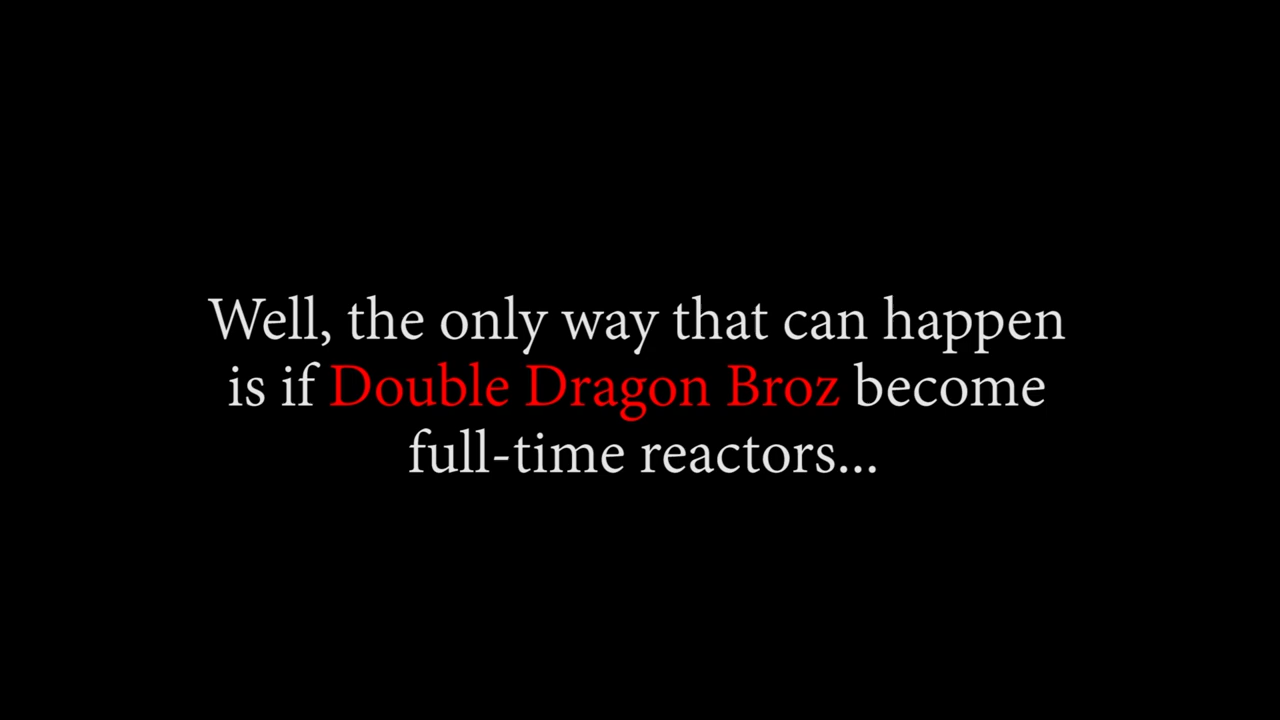 Well, the only way that can happen
is if Double Dragon Broz become
full-time reactors...